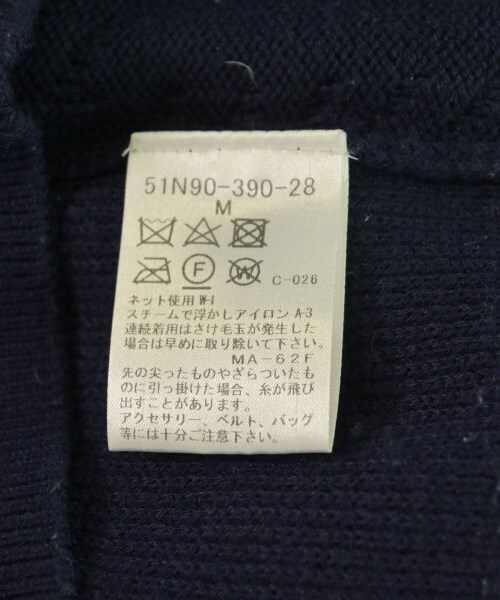 51N90-390-28
M
F W C-026
ネット使用 W-I
スチームで浮かしアイロン A-3
連続着用はさけ毛玉が発生した
場合は早めに取り除いて下さい。
MA-62F
先の尖ったものやざらついたも
のに引っ掛けた場合、糸が飛び
出すことがあります。
アクセサリー、ベルト、バッグ
等には十分ご注意下さい。